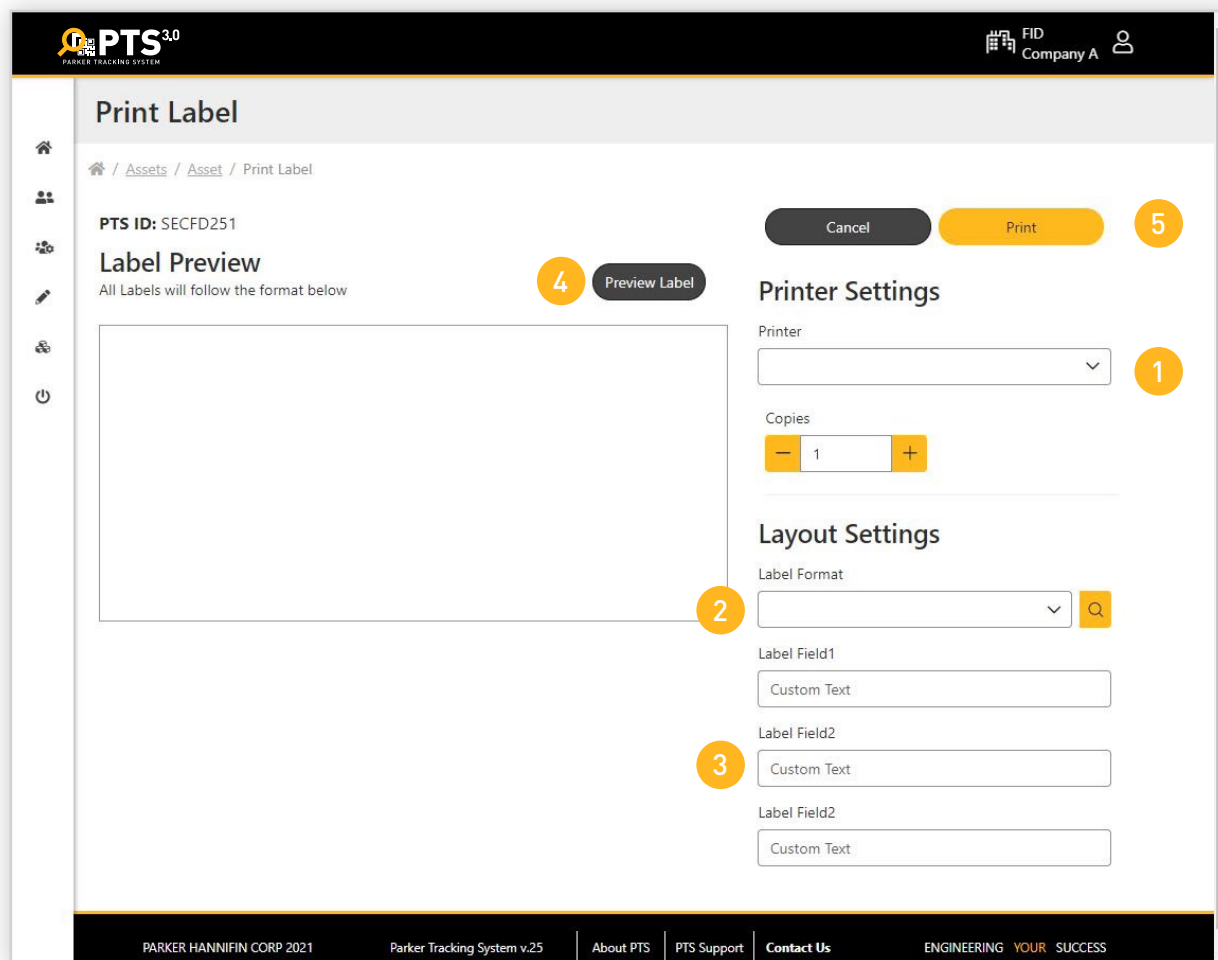 PTS 3.0
PARKER TRACKING SYSTEM
FID
Company A
Print Label
/ Assets / Asset / Print Label
PTS ID: SECFD251
Cancel
Print
5
Label Preview
All Labels will follow the format below
4
Preview Label
Printer Settings
Printer
1
Copies
1
Layout Settings
Label Format
2
Label Field1
Custom Text
Label Field2
3
Custom Text
Label Field2
Custom Text
PARKER HANNIFIN CORP 2021
Parker Tracking System v.25
About PTS
PTS Support
Contact Us
ENGINEERING YOUR SUCCESS